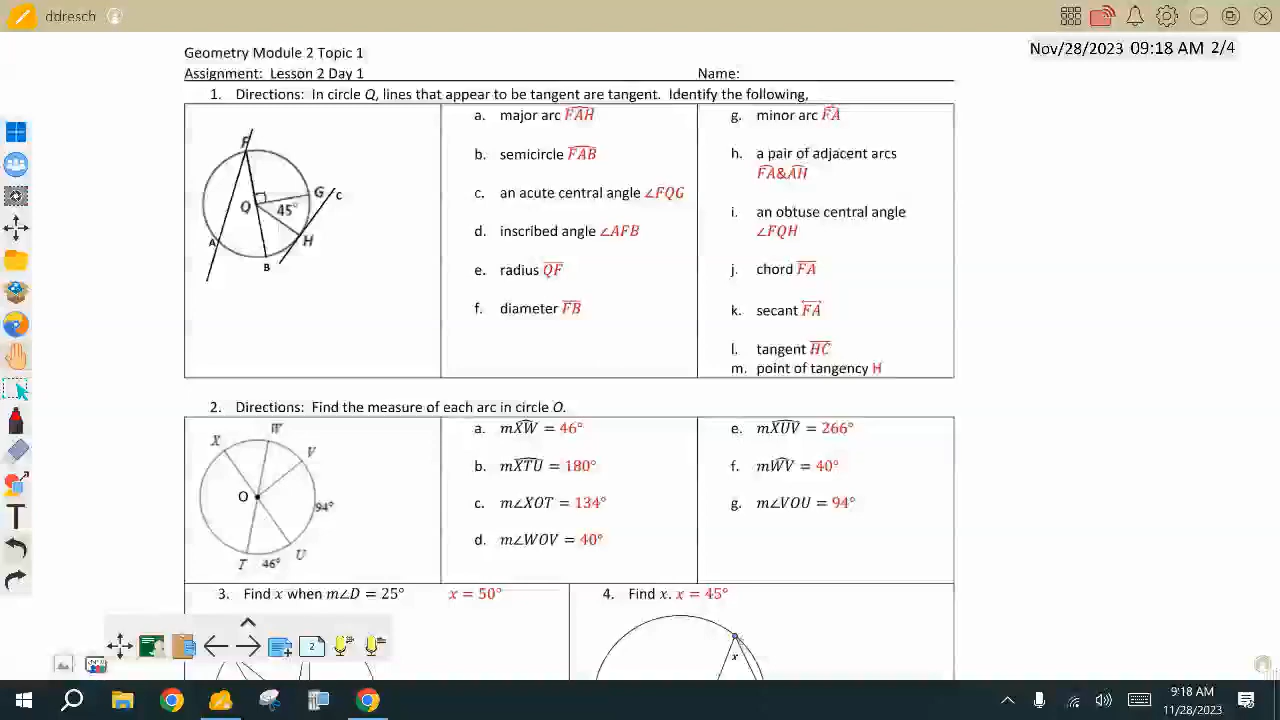 ddresch
Nov/28/2023 09:18 AM 2/4
Geometry Module 2 Topic 1
Assignment: Lesson 2 Day 1 Name:
1. Directions: In circle Q, lines that appear to be tangent are tangent. Identify the following,
F
G
C
Q
45°
A
H
B
a. major arc FAH
b. semicircle FAB
c. an acute central angle ∠FQG
d. inscribed angle ∠AFB
e. radius QF
f. diameter FB
g. minor arc FA
h. a pair of adjacent arcs
FA&AH
i. an obtuse central angle
∠FQH
j. chord FA
k. secant FA
l. tangent HC
m. point of tangency H
2. Directions: Find the measure of each arc in circle O.
W
X
V
O
94°
U
T 46°
a. mXW = 46°
b. mXTU = 180°
c. m∠XOT = 134°
d. m∠WOV = 40°
e. mXUV = 266°
f. mWV = 40°
g. m∠VOU = 94°
3. Find x when m∠D = 25° x = 50°
4. Find x. x = 45°
x
2
9:18 AM
11/28/2023